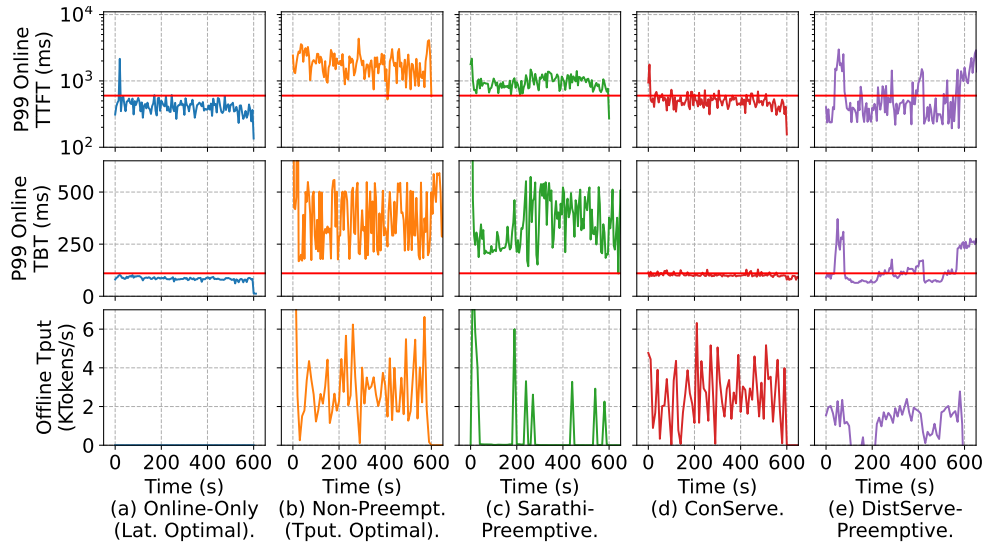 P99 Online
TTFT (ms)
10⁴
10³
10²
P99 Online
TBT (ms)
500
250
0
Offline Tput
(KTokens/s)
6
4
2
0
0 200 400 600
0 200 400 600
0 200 400 600
0 200 400 600
0 200 400 600
Time (s)
Time (s)
Time (s)
Time (s)
Time (s)
(a) Online-Only
(Lat. Optimal).
(b) Non-Preempt.
(Tput. Optimal).
(c) Sarathi-
Preemptive.
(d) ConServe.
(e) DistServe-
Preemptive.